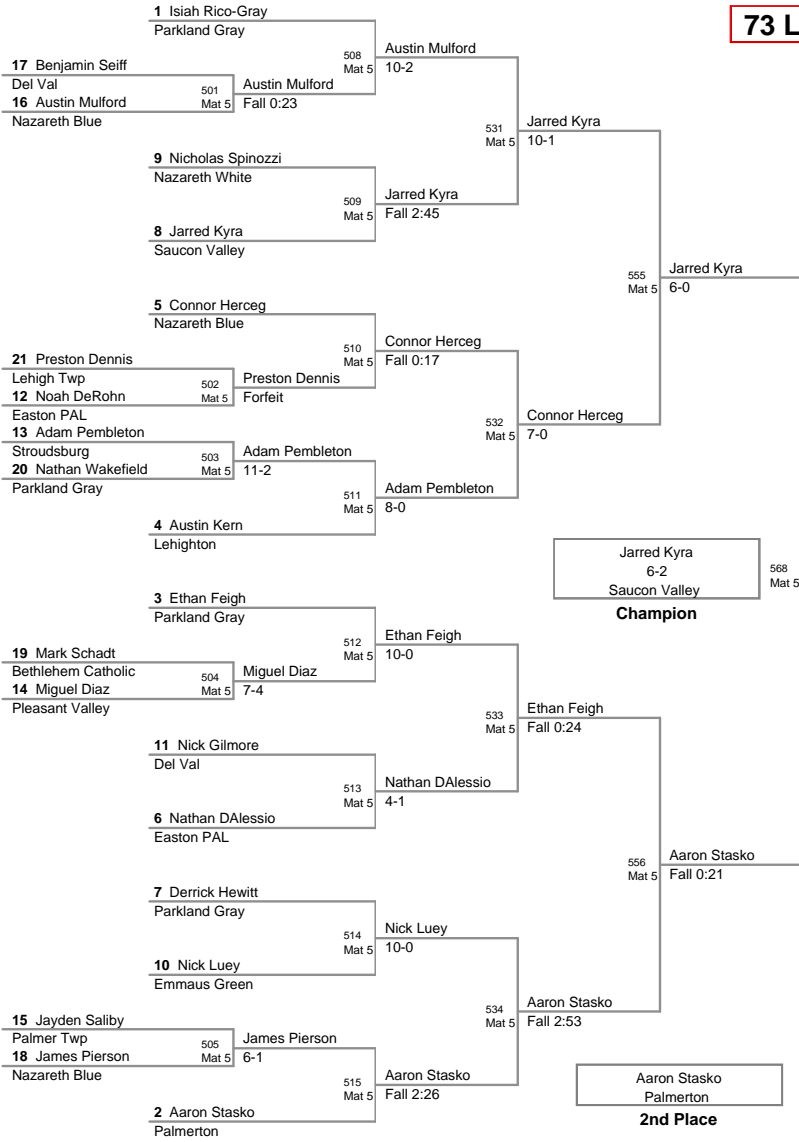 1 Isiah Rico-Gray
Parkland Gray
73 L
508
Mat 5
Austin Mulford
10-2
17 Benjamin Seiff
Del Val
16 Austin Mulford
Nazareth Blue
501
Mat 5
Austin Mulford
Fall 0:23
531
Mat 5
Jarred Kyra
10-1
9 Nicholas Spinozzi
Nazareth White
509
Mat 5
Jarred Kyra
Fall 2:45
8 Jarred Kyra
Saucon Valley
555
Mat 5
Jarred Kyra
6-0
5 Connor Herceg
Nazareth Blue
510
Mat 5
Connor Herceg
Fall 0:17
21 Preston Dennis
Lehigh Twp
12 Noah DeRohn
Easton PAL
502
Mat 5
Preston Dennis
Forfeit
532
Mat 5
Connor Herceg
7-0
13 Adam Pembleton
Stroudsburg
20 Nathan Wakefield
Parkland Gray
503
Mat 5
Adam Pembleton
11-2
511
Mat 5
Adam Pembleton
8-0
4 Austin Kern
Lehighton
Jarred Kyra
6-2
Saucon Valley
Champion
568
Mat 5
3 Ethan Feigh
Parkland Gray
512
Mat 5
Ethan Feigh
10-0
19 Mark Schadt
Bethlehem Catholic
14 Miguel Diaz
Pleasant Valley
504
Mat 5
Miguel Diaz
7-4
533
Mat 5
Ethan Feigh
Fall 0:24
11 Nick Gilmore
Del Val
513
Mat 5
Nathan DAlessio
4-1
6 Nathan DAlessio
Easton PAL
556
Mat 5
Aaron Stasko
Fall 0:21
7 Derrick Hewitt
Parkland Gray
514
Mat 5
Nick Luey
10-0
10 Nick Luey
Emmaus Green
534
Mat 5
Aaron Stasko
Fall 2:53
15 Jayden Saliby
Palmer Twp
18 James Pierson
Nazareth Blue
505
Mat 5
James Pierson
6-1
515
Mat 5
Aaron Stasko
Fall 2:26
2 Aaron Stasko
Palmerton
Aaron Stasko
Palmerton
2nd Place